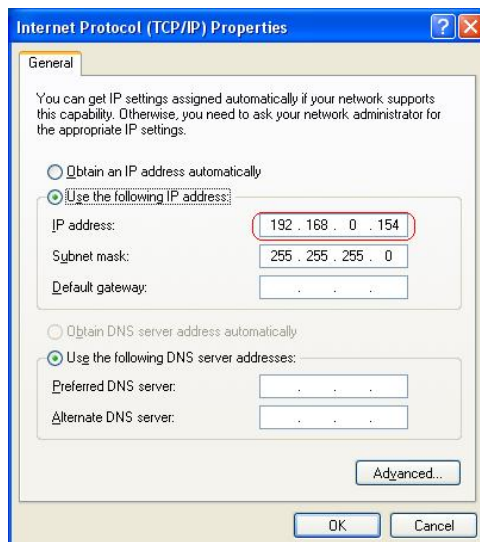 Internet Protocol (TCP/IP) Properties
General
You can get IP settings assigned automatically if your network supports
this capability. Otherwise, you need to ask your network administrator for
the appropriate IP settings.
Obtain an IP address automatically
Use the following IP address:
IP address: 192 . 168 . 0 . 154
Subnet mask: 255 . 255 . 255 . 0
Default gateway: . . .
Obtain DNS server address automatically
Use the following DNS server addresses:
Preferred DNS server: . . .
Alternate DNS server: . . .
Advanced...
OK Cancel